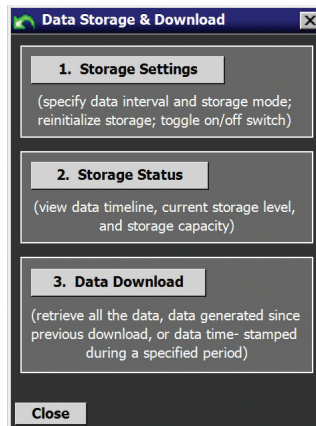 Data Storage & Download
1. Storage Settings
(specify data interval and storage mode;
reinitialize storage; toggle on/off switch)
2. Storage Status
(view data timeline, current storage level,
and storage capacity)
3. Data Download
(retrieve all the data, data generated since
previous download, or data time- stamped
during a specified period)
Close